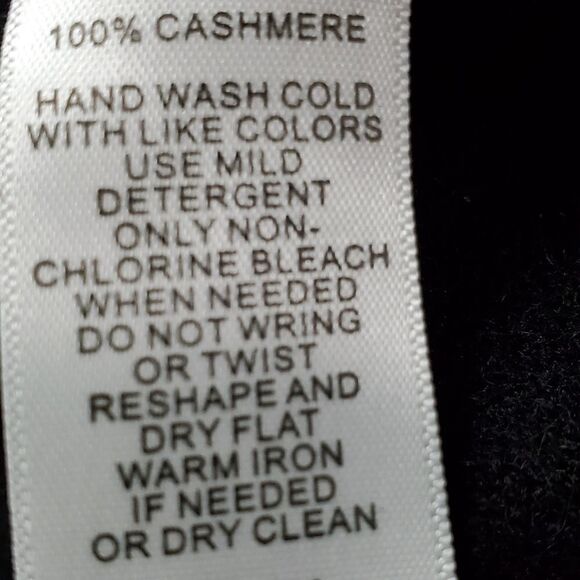 100% CASHMERE
HAND WASH COLD
WITH LIKE COLORS
USE MILD
DETERGENT
ONLY NON-
CHLORINE BLEACH
WHEN NEEDED
DO NOT WRING
OR TWIST
RESHAPE AND
DRY FLAT
WARM IRON
IF NEEDED
OR DRY CLEAN